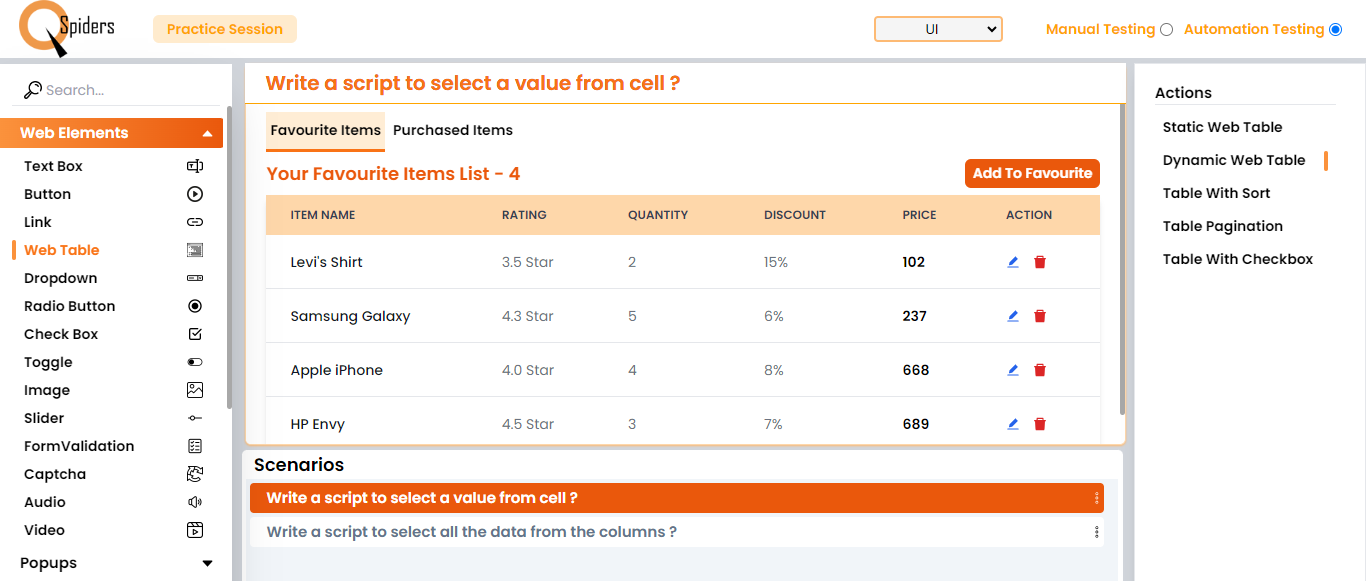 Spiders
Practice Session
UI
Manual Testing
Automation Testing
Search...
Web Elements
Text Box
Button
Link
Web Table
Dropdown
Radio Button
Check Box
Toggle
Image
Slider
FormValidation
Captcha
Audio
Video
Popups
Write a script to select a value from cell ?
Favourite Items Purchased Items
Your Favourite Items List - 4
Add To Favourite
ITEM NAME RATING QUANTITY DISCOUNT PRICE ACTION
Levi's Shirt 3.5 Star 2 15% 102
Samsung Galaxy 4.3 Star 5 6% 237
Apple iPhone 4.0 Star 4 8% 668
HP Envy 4.5 Star 3 7% 689
Scenarios
Write a script to select a value from cell ?
Write a script to select all the data from the columns ?
Actions
Static Web Table
Dynamic Web Table
Table With Sort
Table Pagination
Table With Checkbox